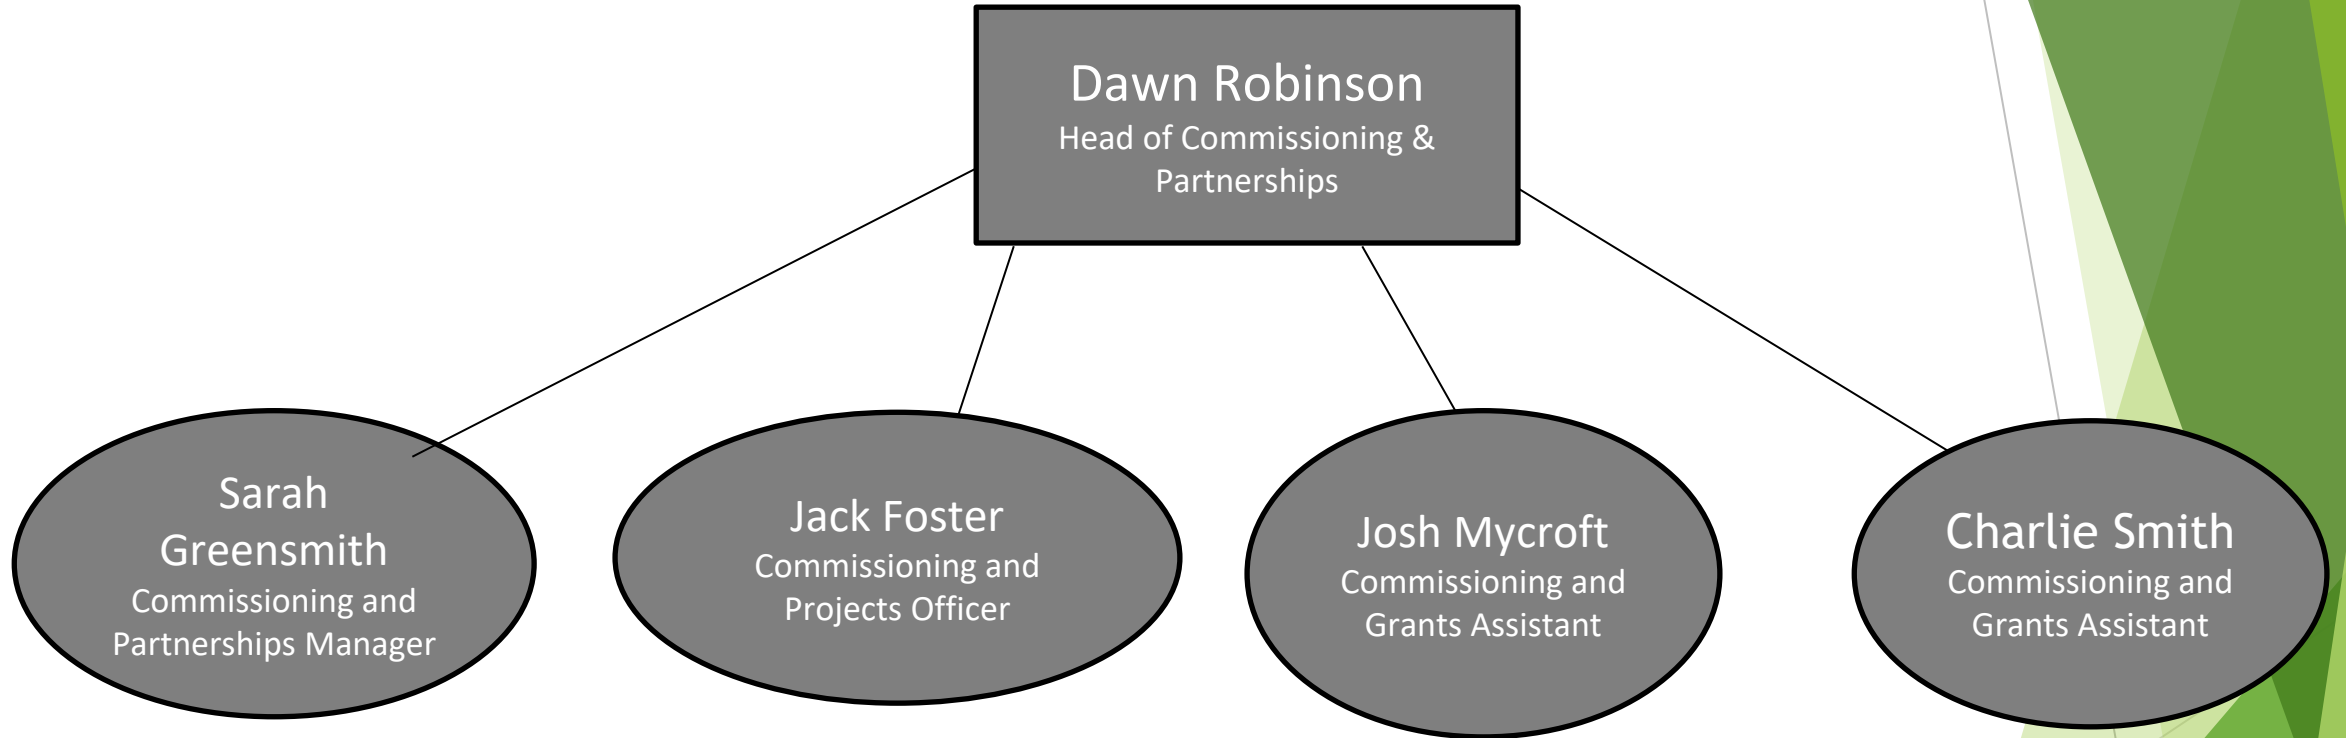 Dawn Robinson
Head of Commissioning &
Partnerships
Sarah
Greensmith
Commissioning and
Partnerships Manager
Jack Foster
Commissioning and
Projects Officer
Josh Mycroft
Commissioning and
Grants Assistant
Charlie Smith
Commissioning and
Grants Assistant